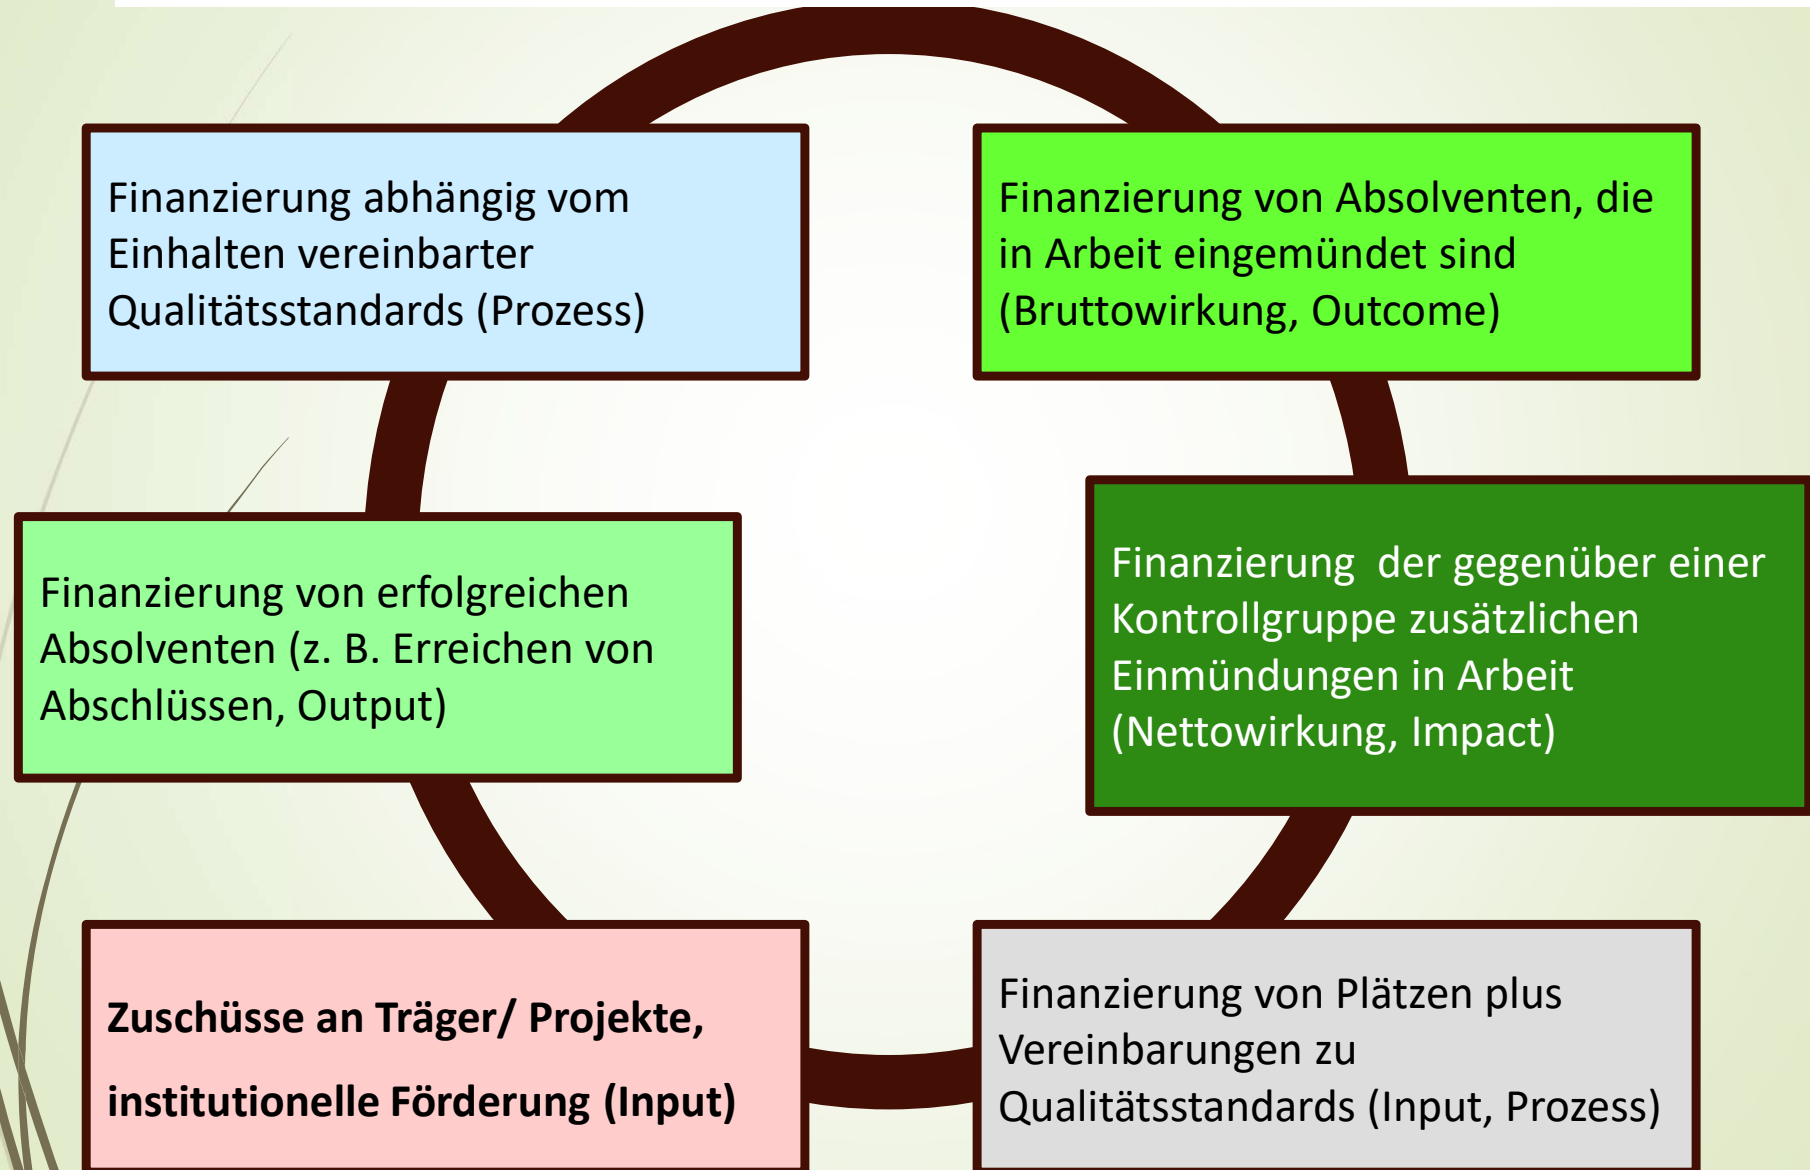 Finanzierung abhängig vom
Einhalten vereinbarter
Qualitätsstandards (Prozess)
Finanzierung von Absolventen, die
in Arbeit eingemündet sind
(Bruttowirkung, Outcome)
Finanzierung von erfolgreichen
Absolventen (z. B. Erreichen von
Abschlüssen, Output)
Finanzierung  der gegenüber einer
Kontrollgruppe zusätzlichen
Einmündungen in Arbeit
(Nettowirkung, Impact)
Zuschüsse an Träger/ Projekte,
institutionelle Förderung (Input)
Finanzierung von Plätzen plus
Vereinbarungen zu
Qualitätsstandards (Input, Prozess)